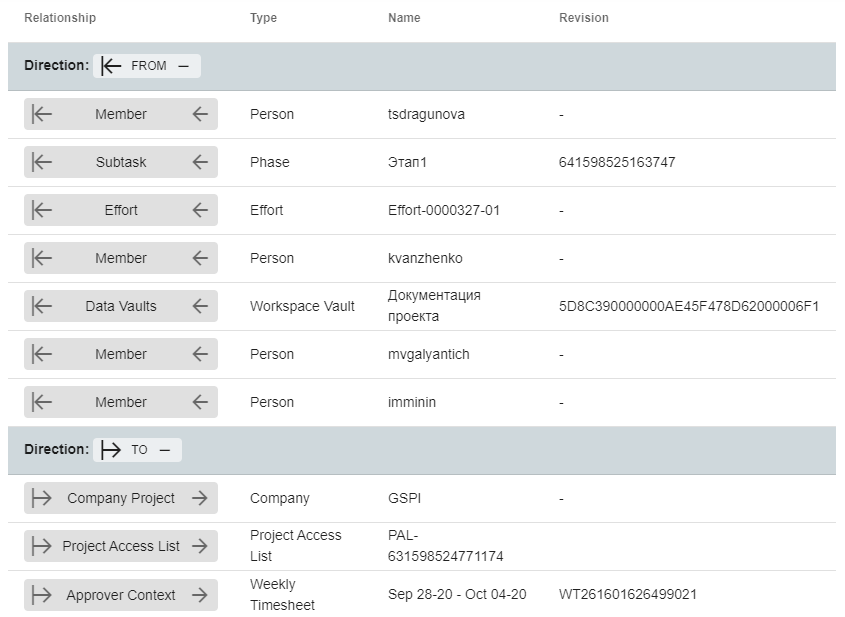 Relationship Type Name Revision
Direction: FROM –
Member Person tsdragunova -
Subtask Phase Этап1 641598525163747
Effort Effort Effort-0000327-01 -
Member Person kvanzhenko -
Data Vaults Workspace Vault Документация проекта 5D8C390000000AE45F478D62000006F1
Member Person mvgalyantich -
Member Person imminin -
Direction: TO –
Company Project Company GSPI -
Project Access List Project Access List PAL-631598524771174
Approver Context Weekly Timesheet Sep 28-20 - Oct 04-20 WT261601626499021